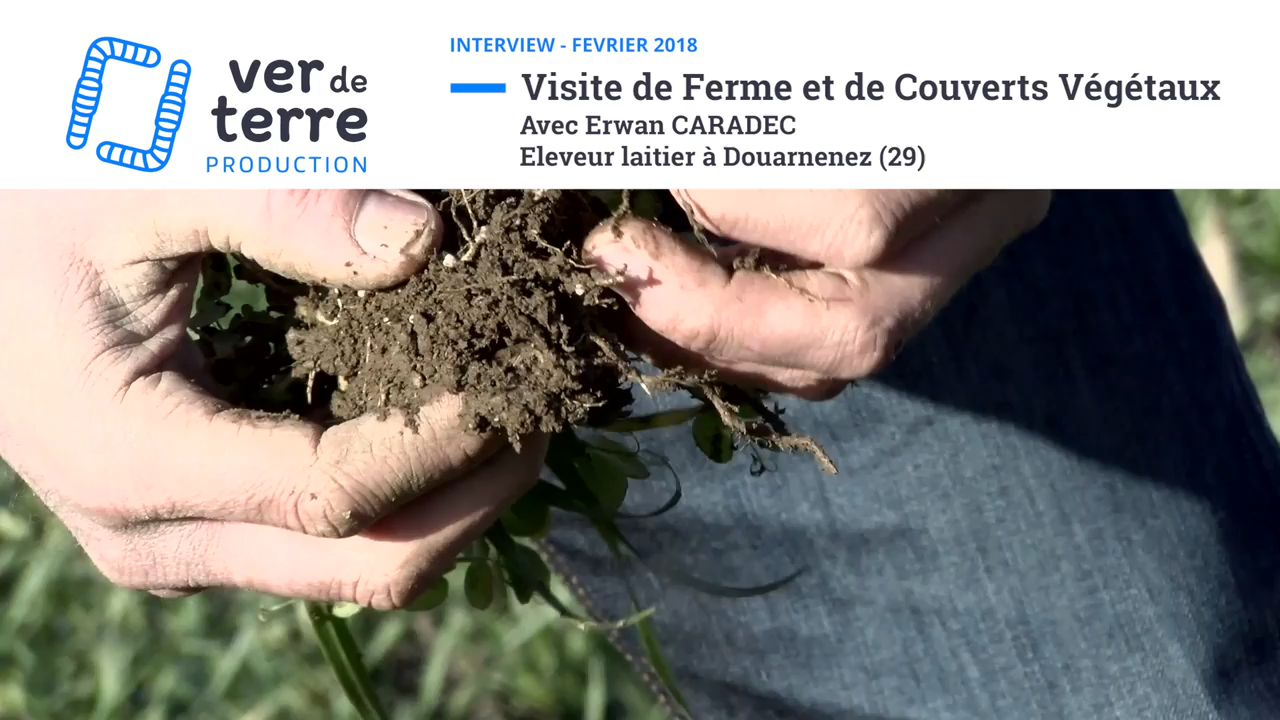 ver de
terre
PRODUCTION
INTERVIEW - FEVRIER 2018
Visite de Ferme et de Couverts Végétaux
Avec Erwan CARADEC
Eleveur laitier à Douarnenez (29)